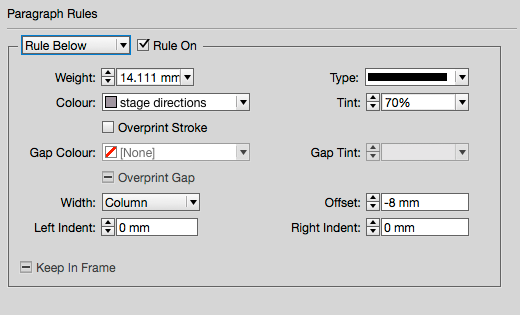 Paragraph Rules
Rule Below Rule On
Weight: 14.111 mm Type:
Colour: stage directions Tint: 70%
Overprint Stroke
Gap Colour: [None] Gap Tint:
Overprint Gap
Width: Column Offset: -8 mm
Left Indent: 0 mm Right Indent: 0 mm
Keep In Frame